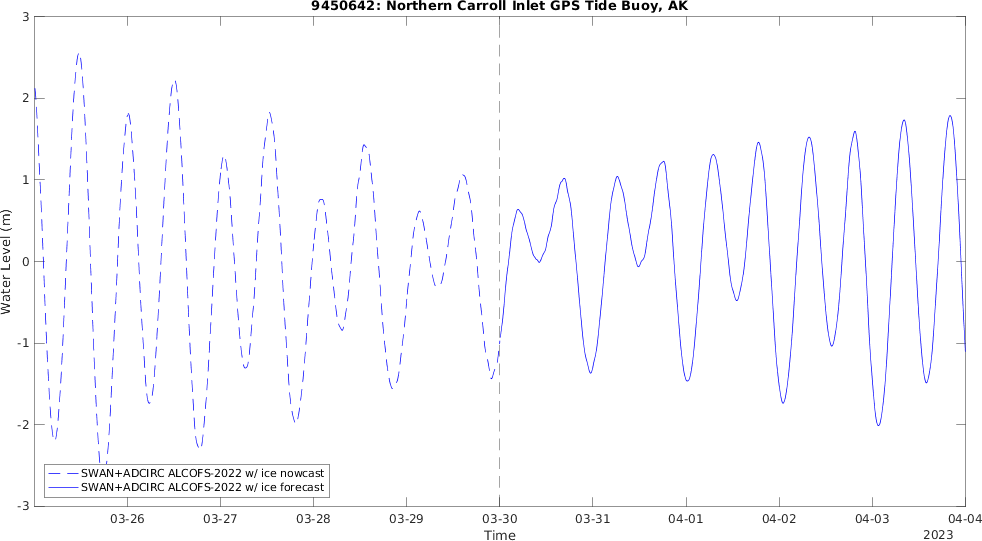 9450642: Northern Carroll Inlet GPS Tide Buoy, AK
3
2
1
0
-1
-2
-3
Water Level (m)
SWAN+ADCIRC ALCOFS-2022 w/ ice nowcast
SWAN+ADCIRC ALCOFS-2022 w/ ice forecast
03-26 03-27 03-28 03-29 03-30 03-31 04-01 04-02 04-03 04-04
Time
2023